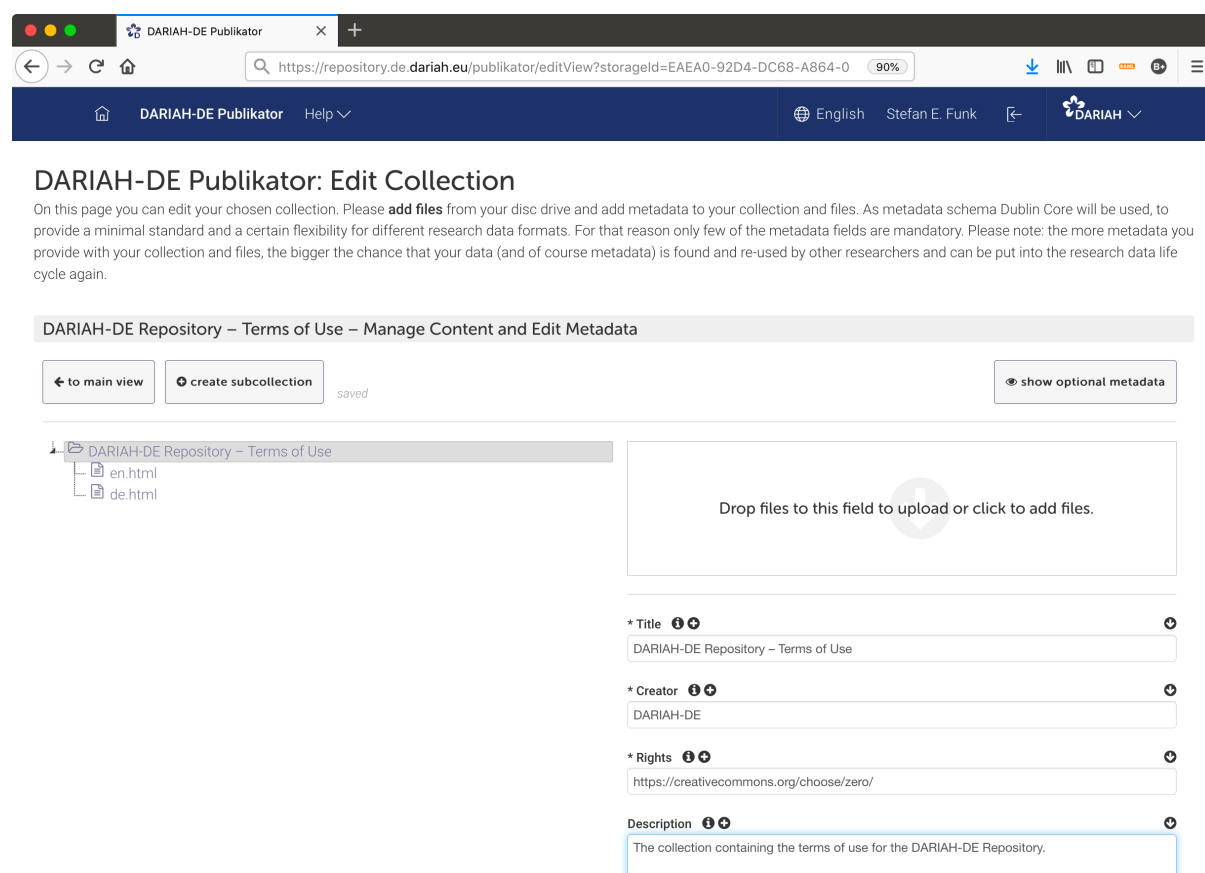 DARIAH-DE Publikator
https://repository.de.dariah.eu/publikator/editView?storageId=EAEA0-92D4-DC68-A864-0 90%
DARIAH-DE Publikator Help English Stefan E. Funk DARIAH
DARIAH-DE Publikator: Edit Collection
On this page you can edit your chosen collection. Please add files from your disc drive and add metadata to your collection and files. As metadata schema Dublin Core will be used, to
provide a minimal standard and a certain flexibility for different research data formats. For that reason only few of the metadata fields are mandatory. Please note: the more metadata you
provide with your collection and files, the bigger the chance that your data (and of course metadata) is found and re-used by other researchers and can be put into the research data life
cycle again.
DARIAH-DE Repository – Terms of Use – Manage Content and Edit Metadata
to main view create subcollection saved show optional metadata
DARIAH-DE Repository – Terms of Use
en.html
de.html
Drop files to this field to upload or click to add files.
* Title
DARIAH-DE Repository – Terms of Use
* Creator
DARIAH-DE
* Rights
https://creativecommons.org/choose/zero/
Description
The collection containing the terms of use for the DARIAH-DE Repository.